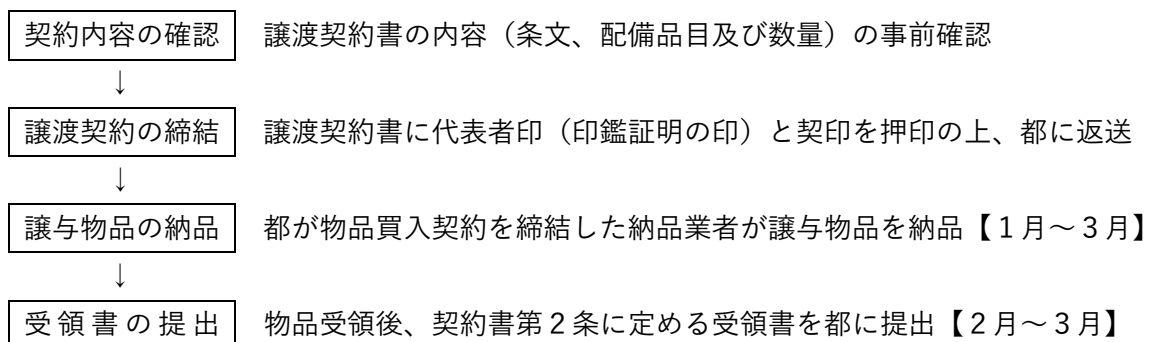 契約内容の確認 譲渡契約書の内容（条文、配備品目及び数量）の事前確認
↓
譲渡契約の締結 譲渡契約書に代表者印（印鑑証明の印）と契印を押印の上、都に返送
↓
譲与物品の納品 都が物品買入契約を締結した納品業者が譲与物品を納品【１月～３月】
↓
受領書の提出 物品受領後、契約書第２条に定める受領書を都に提出【２月～３月】